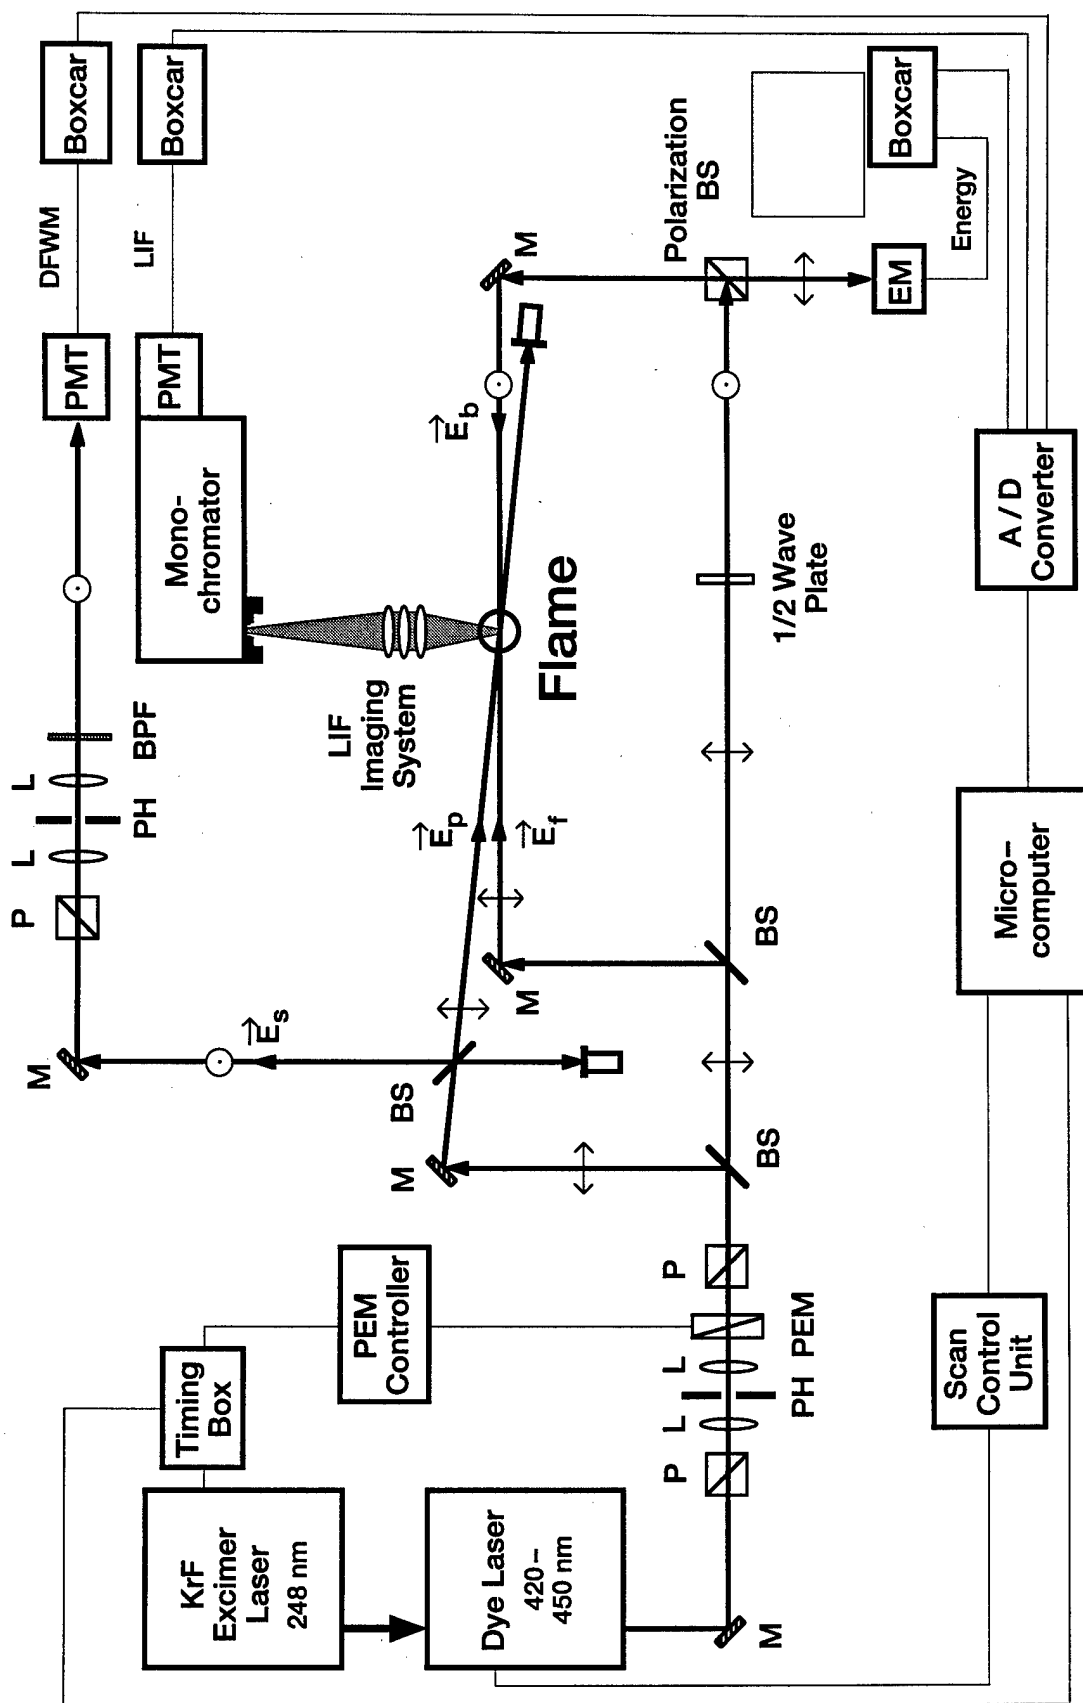 KrF
Excimer
Laser
248 nm
Timing
Box
PEM
Controller
Dye Laser
420–
450 nm
M
P
L
L
PH
PEM
P
BS
BS
M
BS
M
M
E_s
E_p
E_f
E_b
M
P
L
PH
L
BPF
LIF
Imaging
System
Flame
Mono-
chromator
PMT
PMT
DFWM
LIF
Boxcar
Boxcar
1/2 Wave
Plate
Polarization
BS
EM
Energy
Boxcar
A / D
Converter
Micro–
computer
Scan
Control
Unit